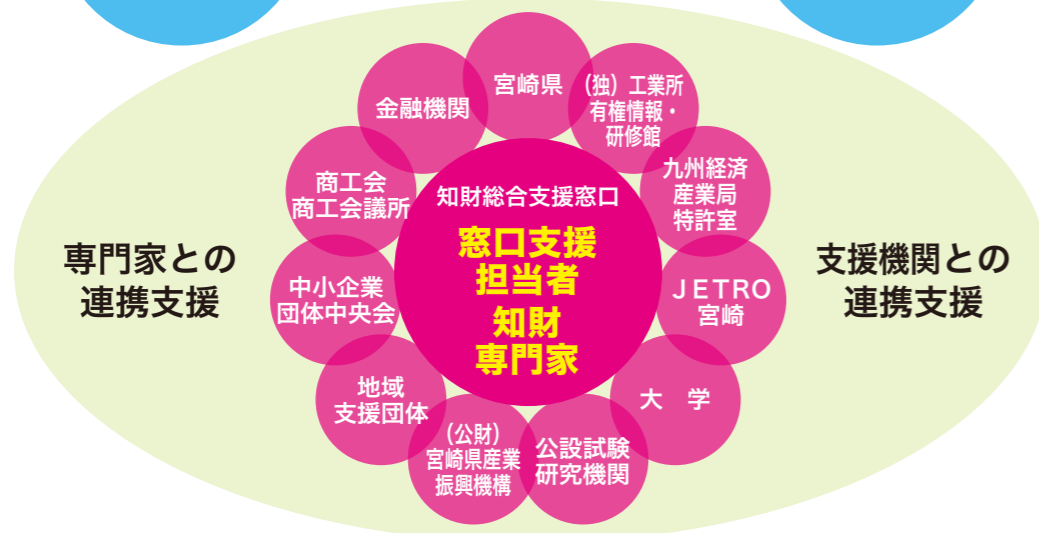 宮崎県
（独）工業所
有権情報・
研修館
九州経済
産業局
特許室
ＪＥＴＲＯ
宮崎
大　学
公設試験
研究機関
（公財）
宮崎県産業
振興機構
地域
支援団体
中小企業
団体中央会
商工会
商工会議所
金融機関
知財総合支援窓口
窓口支援
担当者
知財
専門家
専門家との
連携支援
支援機関との
連携支援